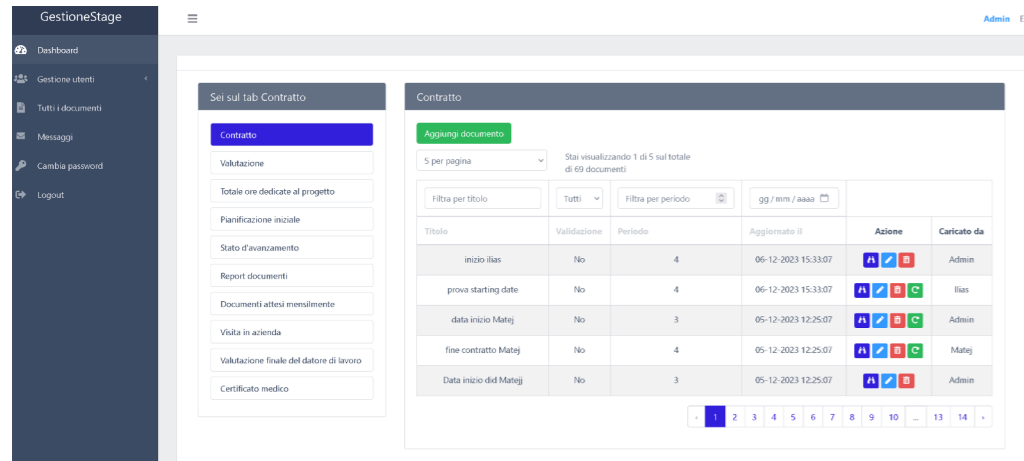 GestioneStage
Admin E
Dashboard
Gestione utenti
Tutti i documenti
Messaggi
Cambia password
Logout
Sei sul tab Contratto
Contratto
Valutazione
Totale ore dedicate al progetto
Pianificazione iniziale
Stato d'avanzamento
Report documenti
Documenti attesi mensilmente
Visita in azienda
Valutazione finale del datore di lavoro
Certificato medico
Contratto
Aggiungi documento
5 per pagina
Stai visualizzando 1 di 5 sul totale
di 69 documenti
Filtra per titolo Tutti Filtra per periodo gg/mm/aaaa
Titolo Validazione Periodo Aggiornato il Azione Caricato da
inizio ilias No 4 06-12-2023 15:33:07 Admin
prova starting date No 4 06-12-2023 15:33:07 Ilias
data inizio Matej No 3 05-12-2023 12:25:07 Admin
fine contratto Matej No 4 05-12-2023 12:25:07 Matej
Data inizio did Matejj No 3 05-12-2023 12:25:07 Admin
‹ 1 2 3 4 5 6 7 8 9 10 ... 13 14 ›